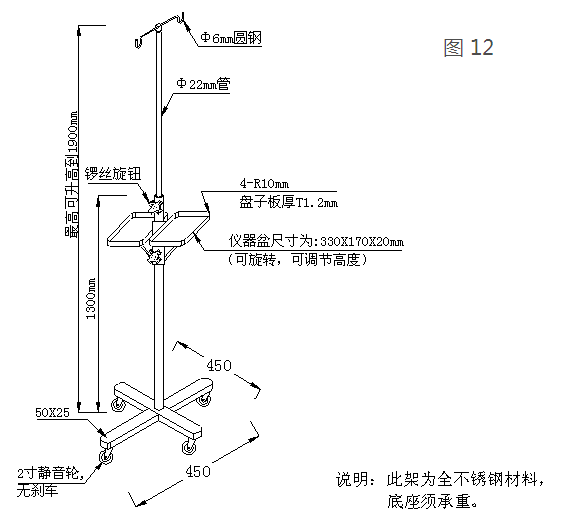 Φ6mm圆钢
图 12
Φ22mm管
最高可升高到1900mm
锣丝旋钮
4-R10mm
盘子板厚T1.2mm
仪器盆尺寸为:330X170X20mm
(可旋转，可调节高度)
1300mm
450
50X25
450
2寸静音轮,
无刹车
说明：此架为全不锈钢材料，
底座须承重。